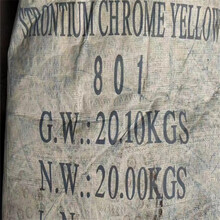 STRONTIUM CHROME YELLOW
801
G.W.: 20.10KGS
N.W.: 20.00KGS